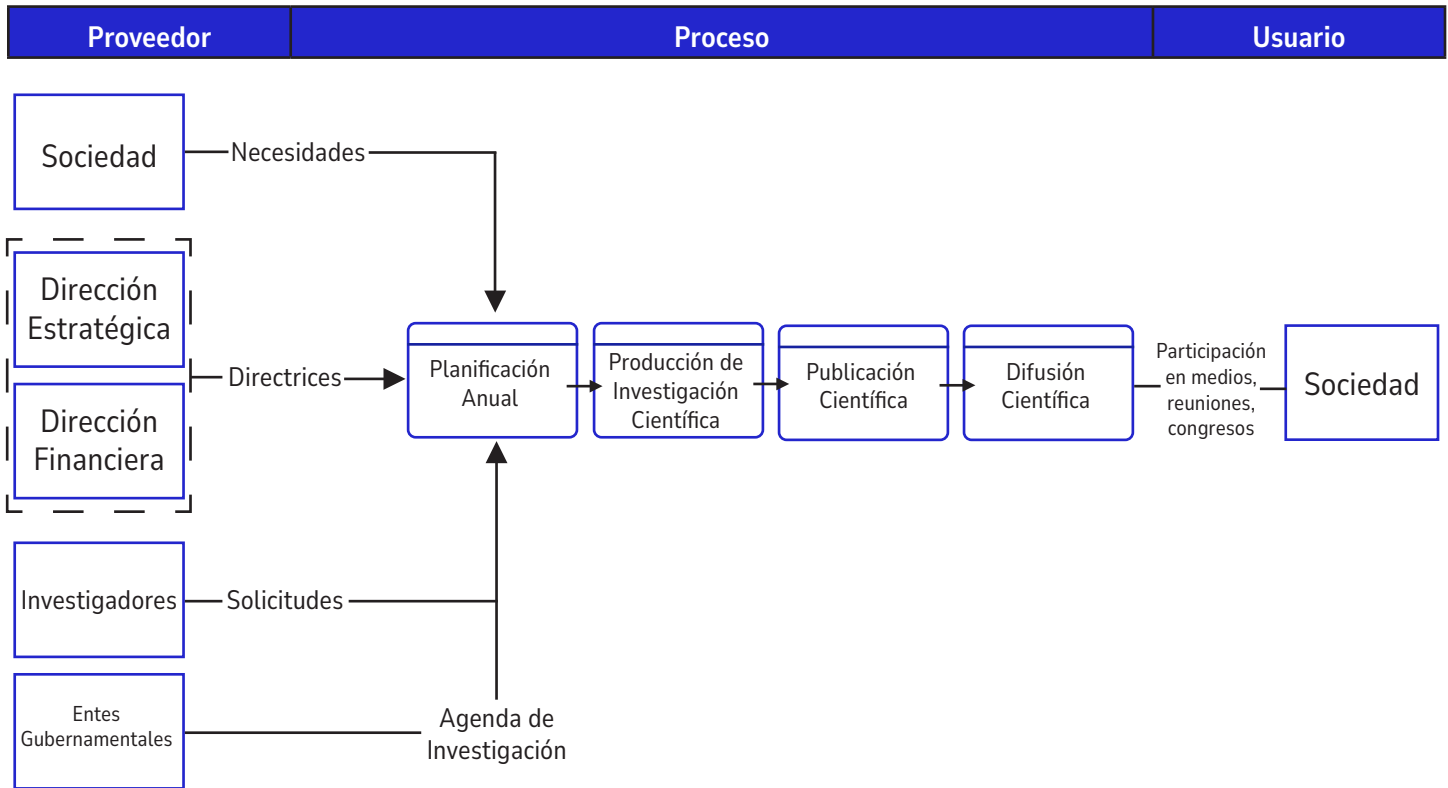 Proveedor
Proceso
Usuario
Sociedad
Necesidades
Dirección
Estratégica
Dirección
Financiera
Directrices
Planificación
Anual
Producción de
Investigación
Científica
Publicación
Científica
Difusión
Científica
Participación
en medios,
reuniones,
congresos
Sociedad
Investigadores
Solicitudes
Entes
Gubernamentales
Agenda de
Investigación